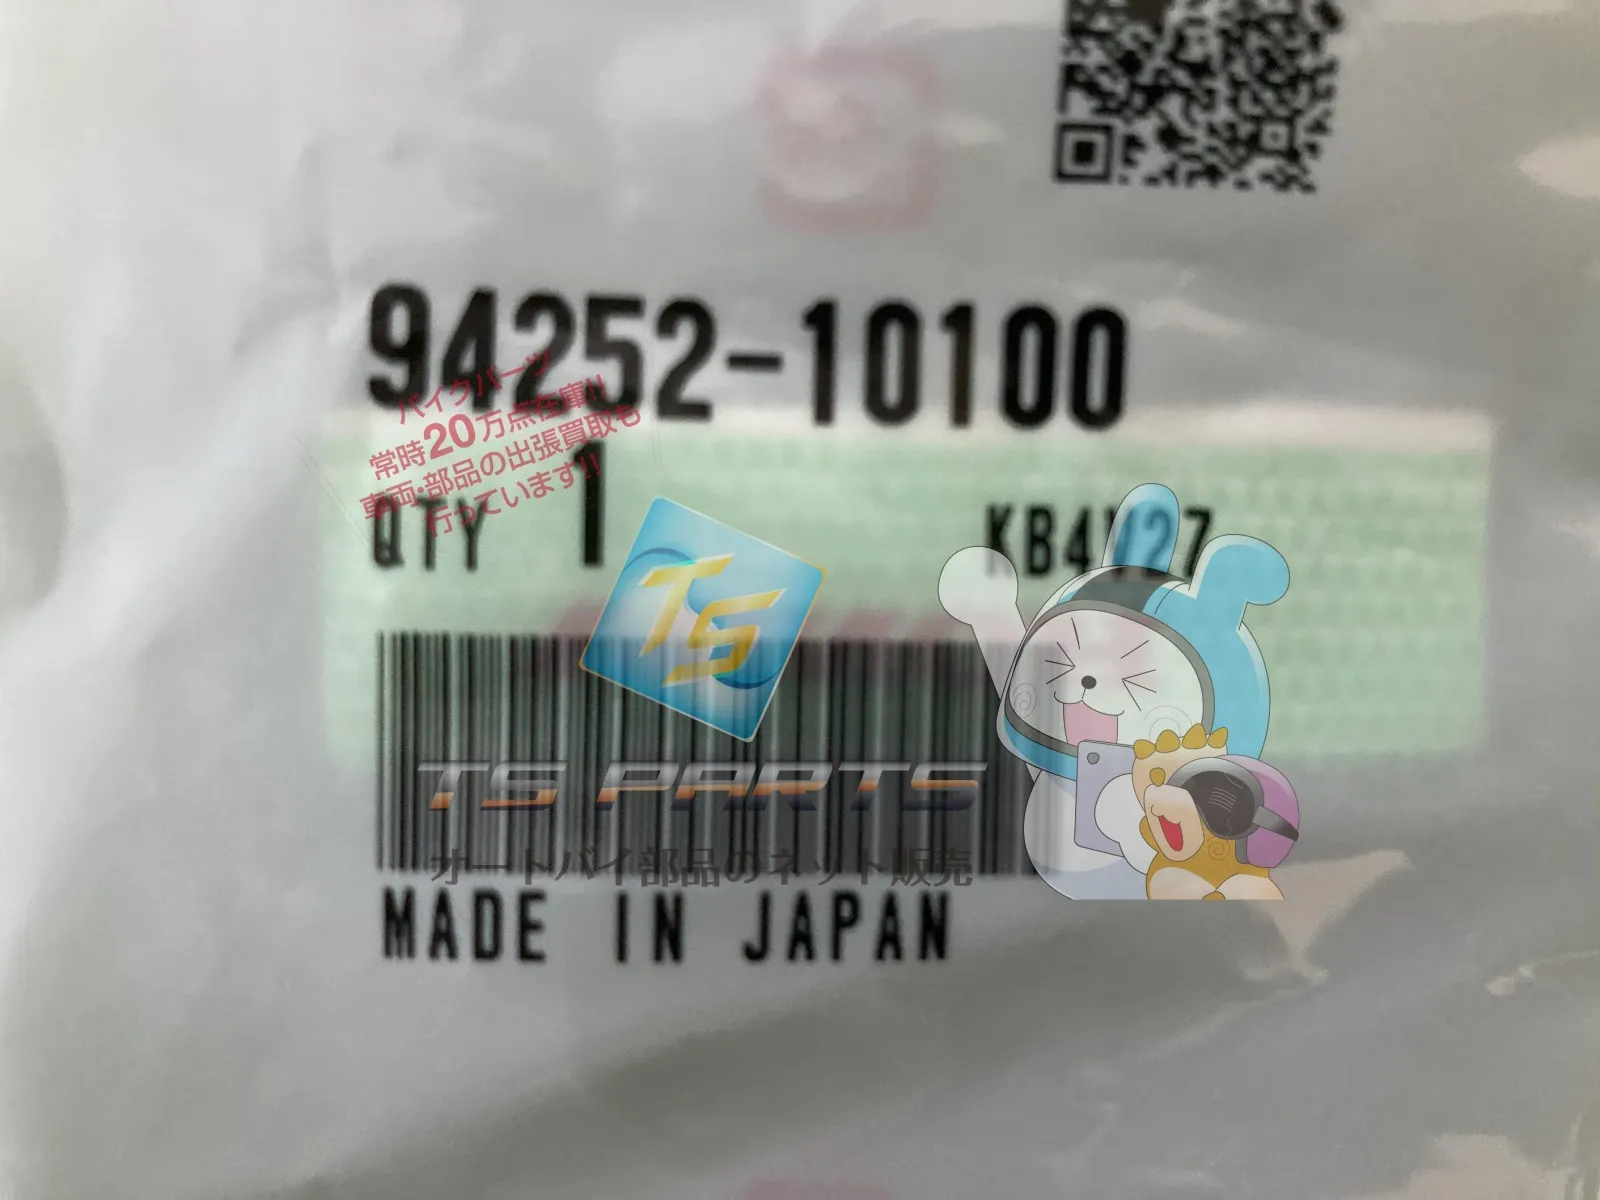 94252-10100
バイクパーツ
常時20万点在庫!!
車両・部品の出張買取も
行っています!!
QTY 1
TS
TS PARTS
オートバイ部品のネット販売
MADE IN JAPAN